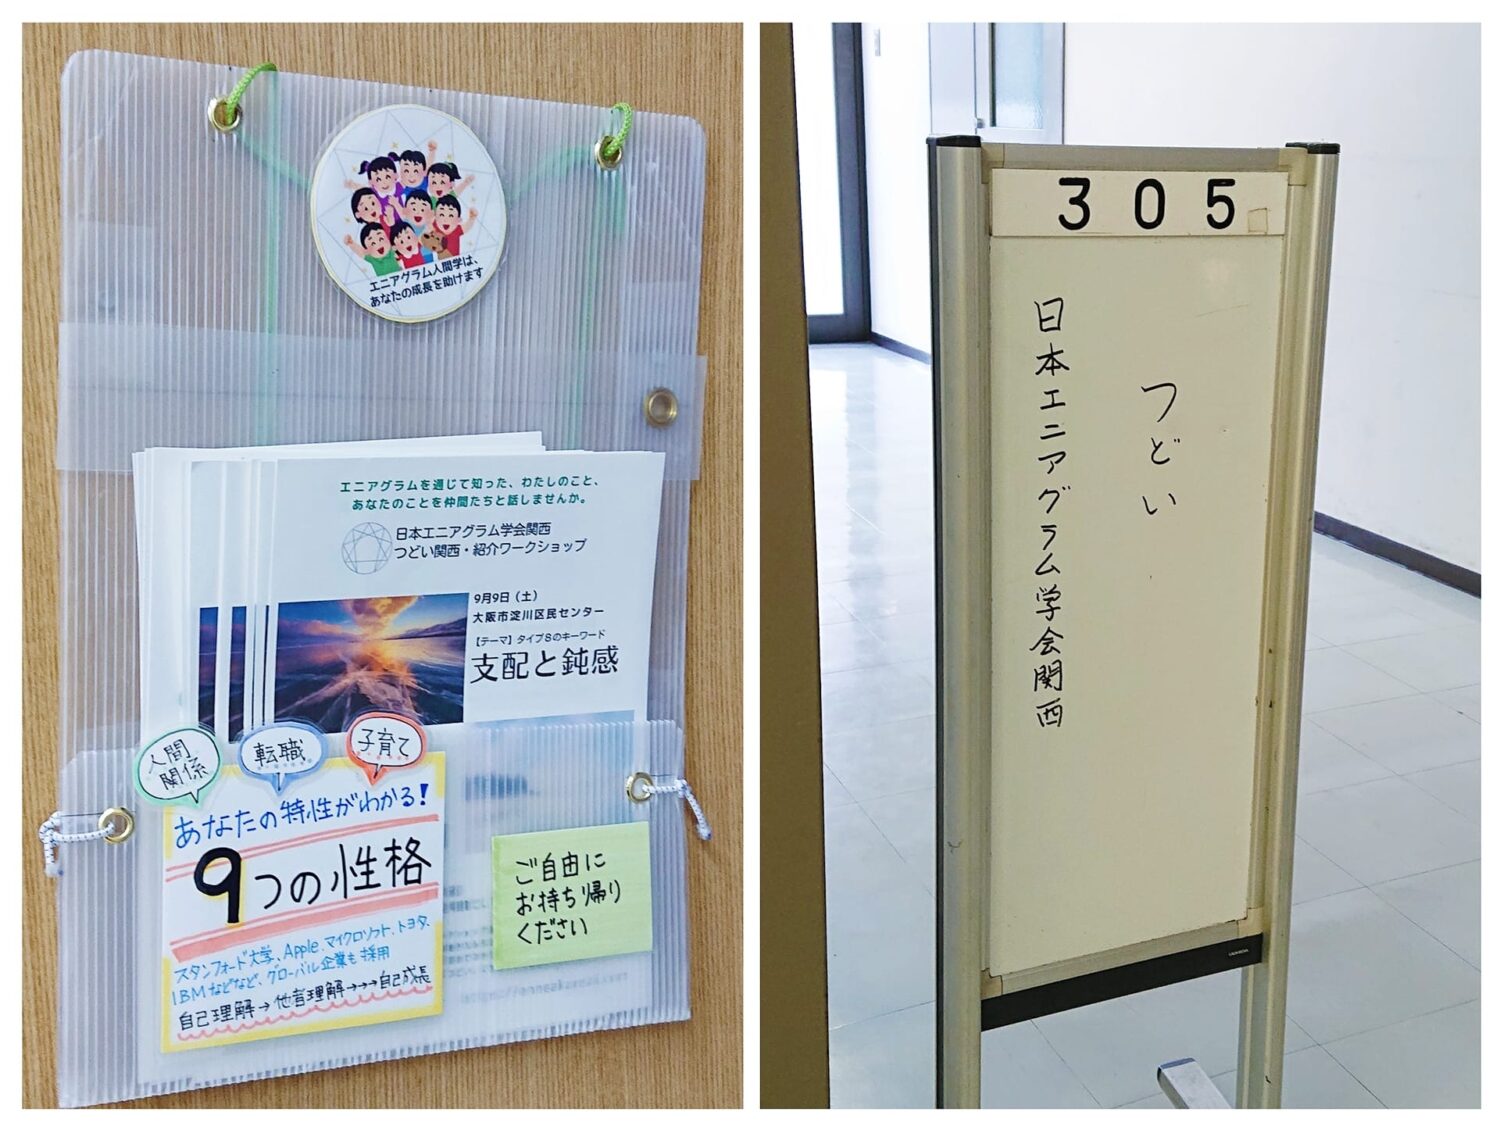 エニアグラム人間学は、
あなたの成長を助けます
エニアグラムを通じて知った、わたしのこと、
あなたのことを仲間たちと話しませんか。
日本エニアグラム学会関西
つどい関西・紹介ワークショップ
9月9日（土）
大阪市淀川区民センター
【テーマ】タイプ8のキーワード
支配と鈍感
人間
関係
転職
子育て
あなたの特性がわかる!
9つの性格
スタンフォード大学、Apple、マイクロソフト、トヨタ、
IBMなどなど、グローバル企業も採用
自己理解→他者理解→→→自己成長
ご自由に
お持ち帰り
ください
305
つどい
日本エニアグラム学会関西